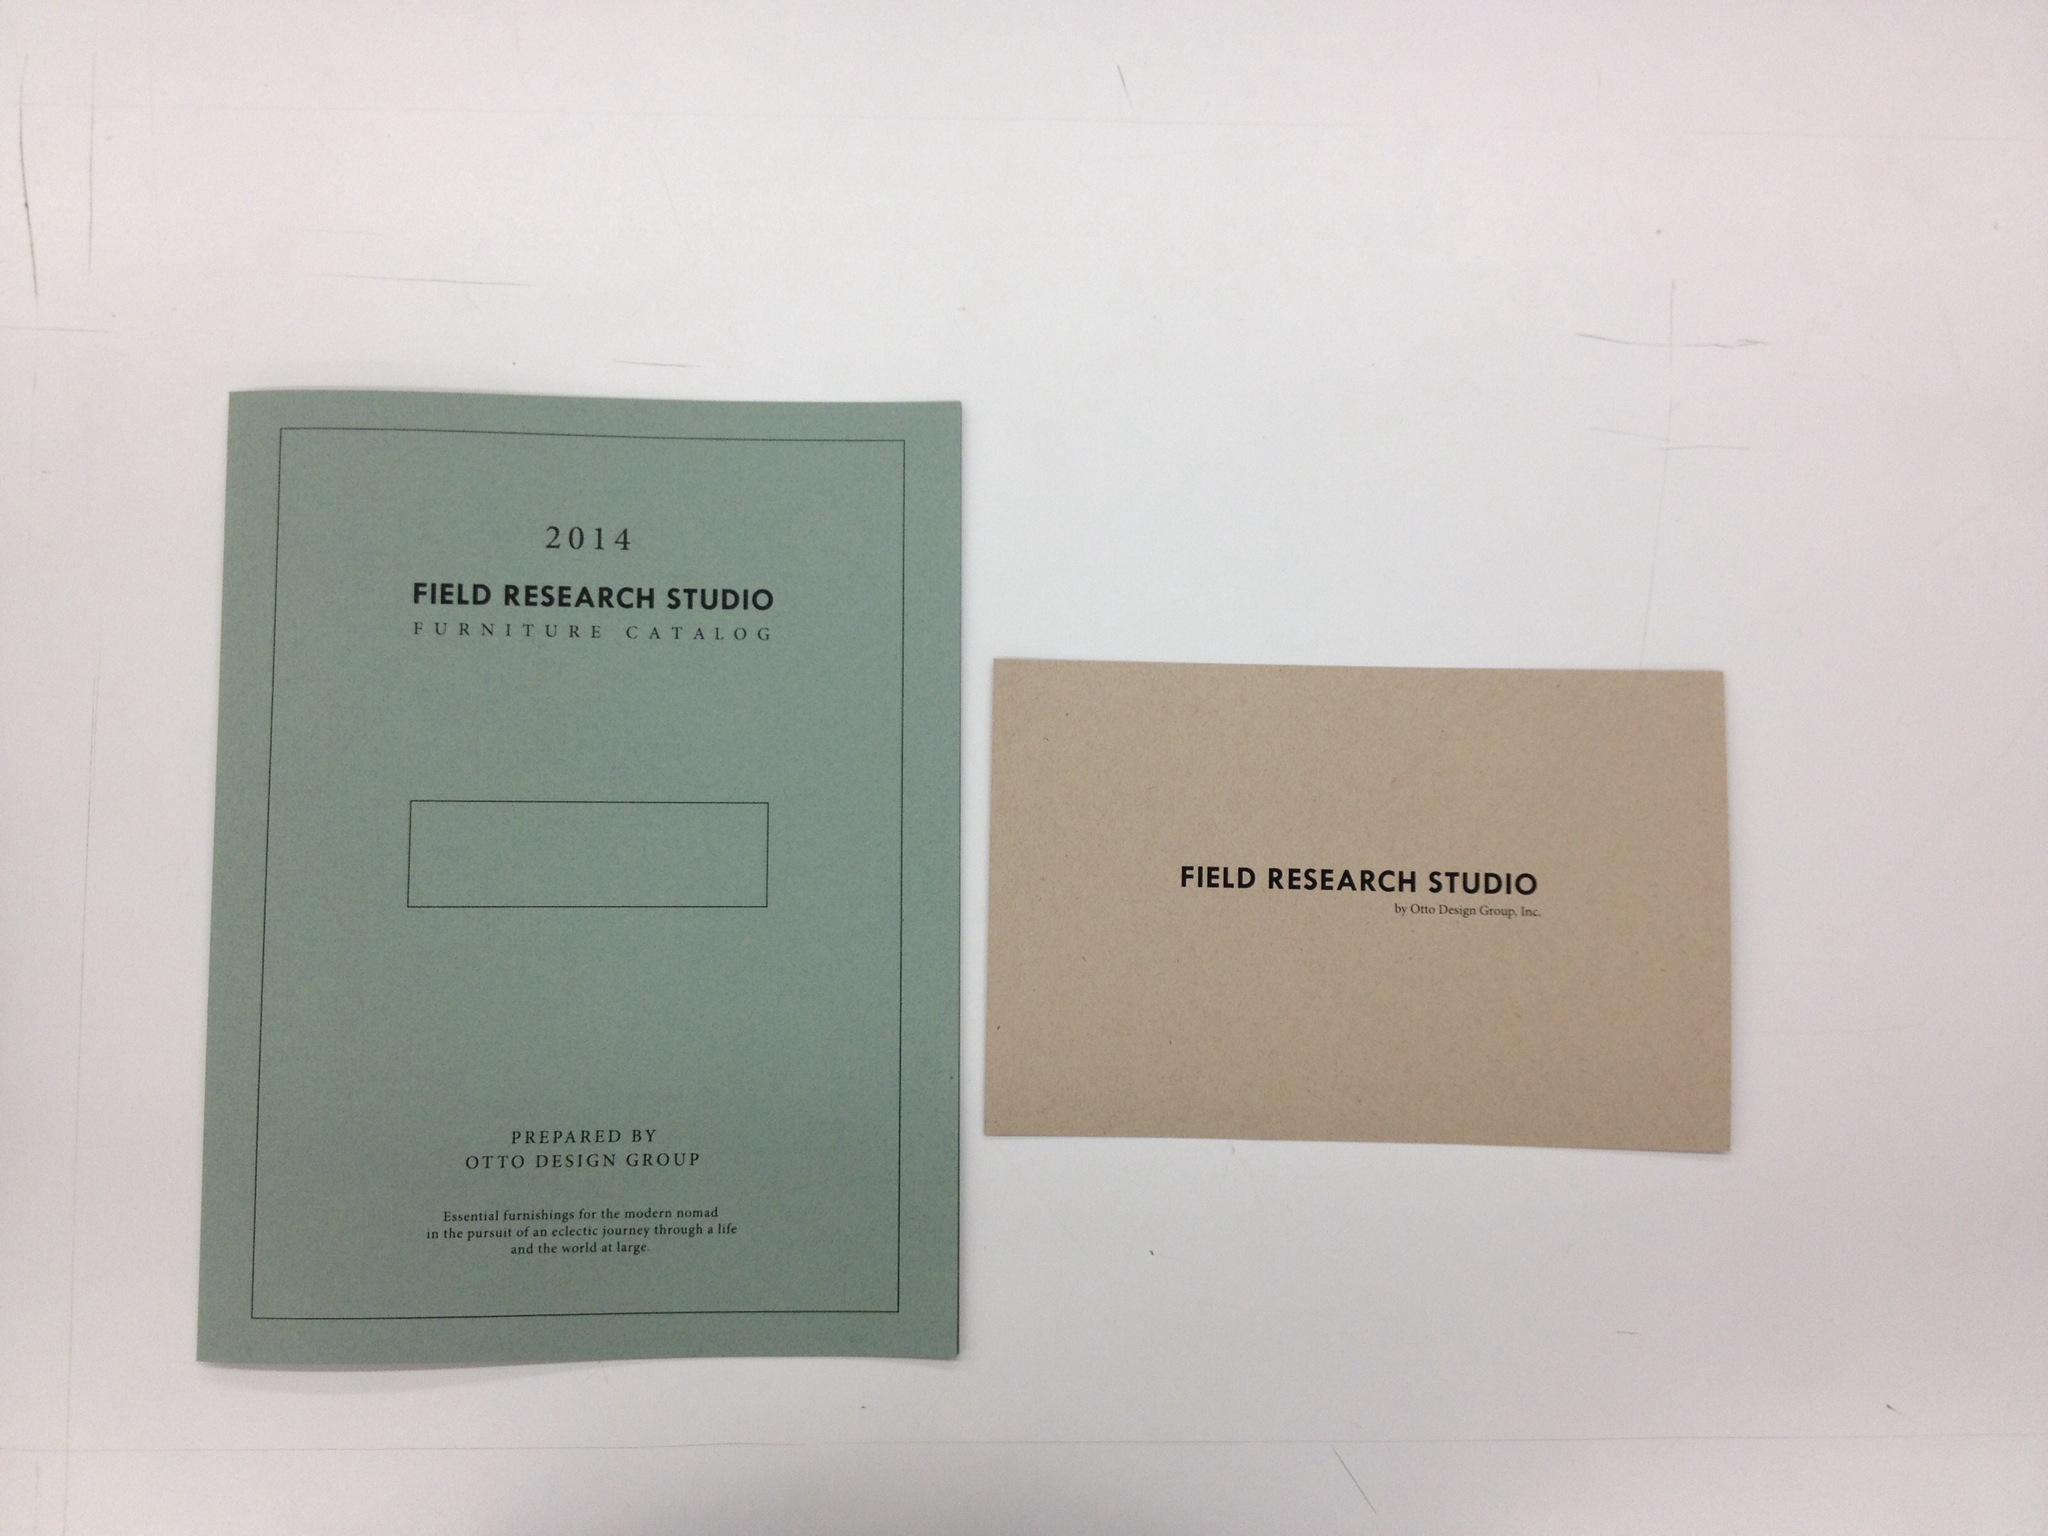 2014
FIELD RESEARCH STUDIO
FURNITURE CATALOG
PREPARED BY
OTTO DESIGN GROUP
Essential furnishings for the modern nomad
in the pursuit of an eclectic journey through a life
and the world at large.
FIELD RESEARCH STUDIO
by Otto Design Group, Inc.